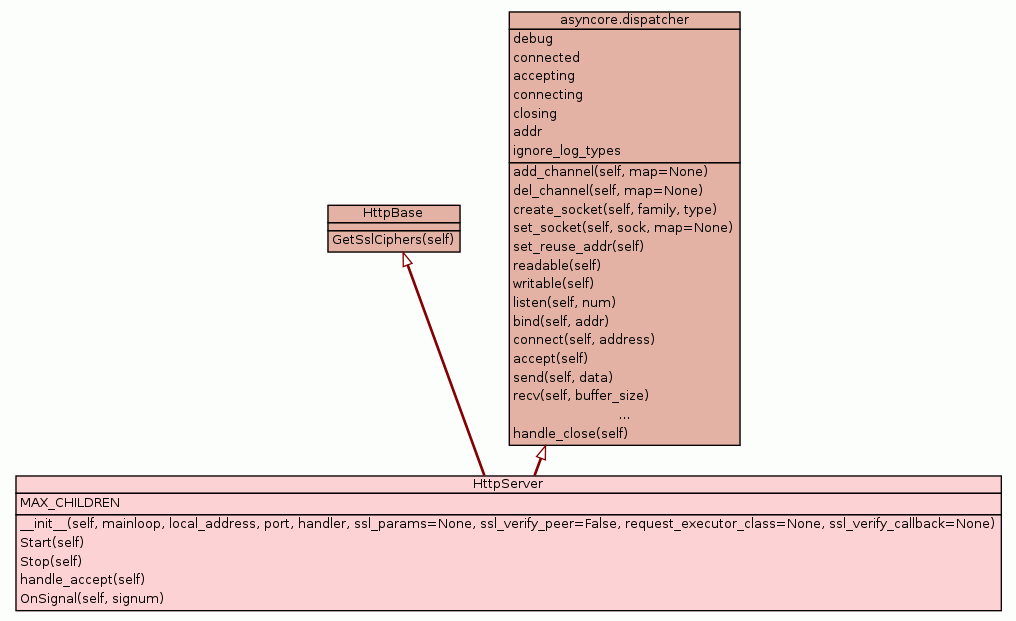 asyncore.dispatcher
debug
connected
accepting
connecting
closing
addr
ignore_log_types
add_channel(self, map=None)
del_channel(self, map=None)
create_socket(self, family, type)
set_socket(self, sock, map=None)
set_reuse_addr(self)
readable(self)
writable(self)
listen(self, num)
bind(self, addr)
connect(self, address)
accept(self)
send(self, data)
recv(self, buffer_size)
...
handle_close(self)
HttpBase
GetSslCiphers(self)
HttpServer
MAX_CHILDREN
__init__(self, mainloop, local_address, port, handler, ssl_params=None, ssl_verify_peer=False, request_executor_class=None, ssl_verify_callback=None)
Start(self)
Stop(self)
handle_accept(self)
OnSignal(self, signum)